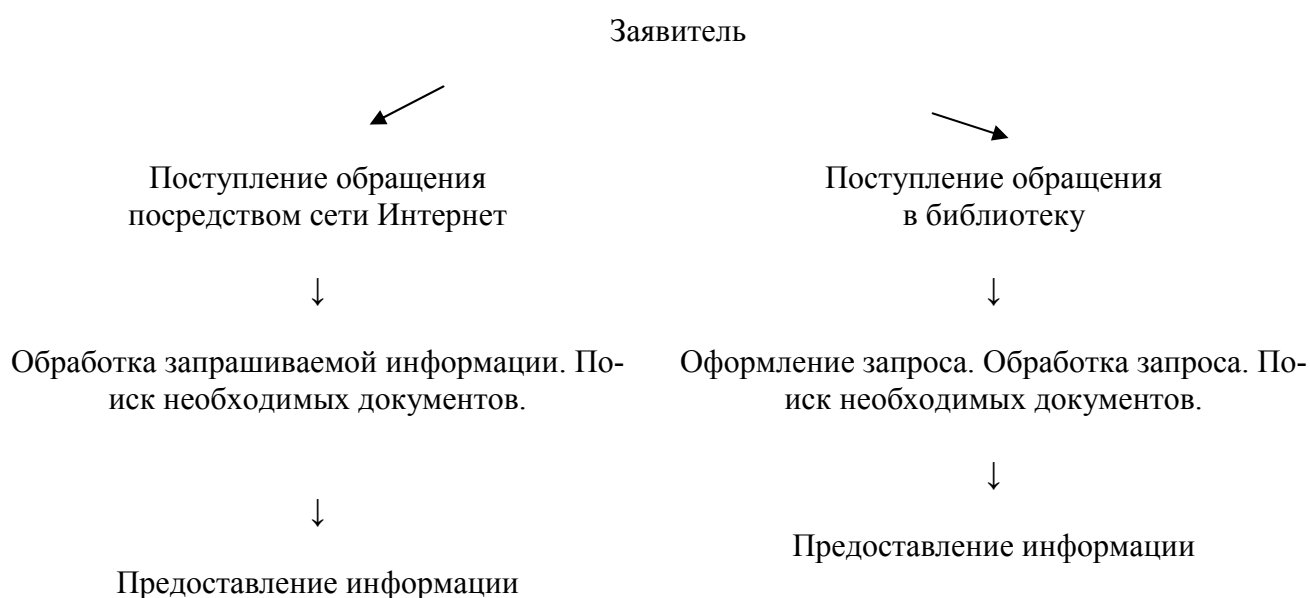 Заявитель
Поступление обращения
посредством сети Интернет
↓
Обработка запрашиваемой информации. По-
иск необходимых документов.
↓
Предоставление информации
Поступление обращения
в библиотеку
↓
Оформление запроса. Обработка запроса. По-
иск необходимых документов.
↓
Предоставление информации